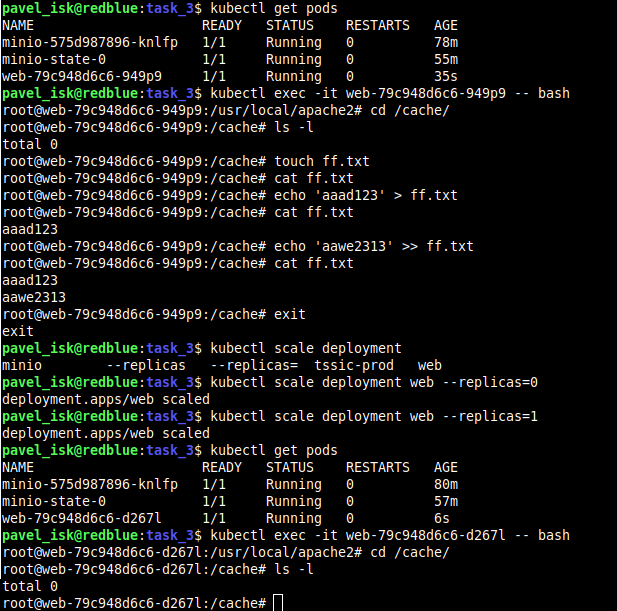 pavel_isk@redblue:task_3$ kubectl get pods
NAME                     READY   STATUS    RESTARTS   AGE
minio-575d987896-knlfp   1/1     Running   0          78m
minio-state-0            1/1     Running   0          55m
web-79c948d6c6-949p9     1/1     Running   0          35s
pavel_isk@redblue:task_3$ kubectl exec -it web-79c948d6c6-949p9 -- bash
root@web-79c948d6c6-949p9:/usr/local/apache2# cd /cache/
root@web-79c948d6c6-949p9:/cache# ls -l
total 0
root@web-79c948d6c6-949p9:/cache# touch ff.txt
root@web-79c948d6c6-949p9:/cache# cat ff.txt
root@web-79c948d6c6-949p9:/cache# echo 'aaad123' > ff.txt
root@web-79c948d6c6-949p9:/cache# cat ff.txt
aaad123
root@web-79c948d6c6-949p9:/cache# echo 'aawe2313' >> ff.txt
root@web-79c948d6c6-949p9:/cache# cat ff.txt
aaad123
aawe2313
root@web-79c948d6c6-949p9:/cache# exit
exit
pavel_isk@redblue:task_3$ kubectl scale deployment
minio        --replicas   --replicas=  tssic-prod   web
pavel_isk@redblue:task_3$ kubectl scale deployment web --replicas=0
deployment.apps/web scaled
pavel_isk@redblue:task_3$ kubectl scale deployment web --replicas=1
deployment.apps/web scaled
pavel_isk@redblue:task_3$ kubectl get pods
NAME                     READY   STATUS    RESTARTS   AGE
minio-575d987896-knlfp   1/1     Running   0          80m
minio-state-0            1/1     Running   0          57m
web-79c948d6c6-d267l     1/1     Running   0          6s
pavel_isk@redblue:task_3$ kubectl exec -it web-79c948d6c6-d267l -- bash
root@web-79c948d6c6-d267l:/usr/local/apache2# cd /cache/
root@web-79c948d6c6-d267l:/cache# ls -l
total 0
root@web-79c948d6c6-d267l:/cache#